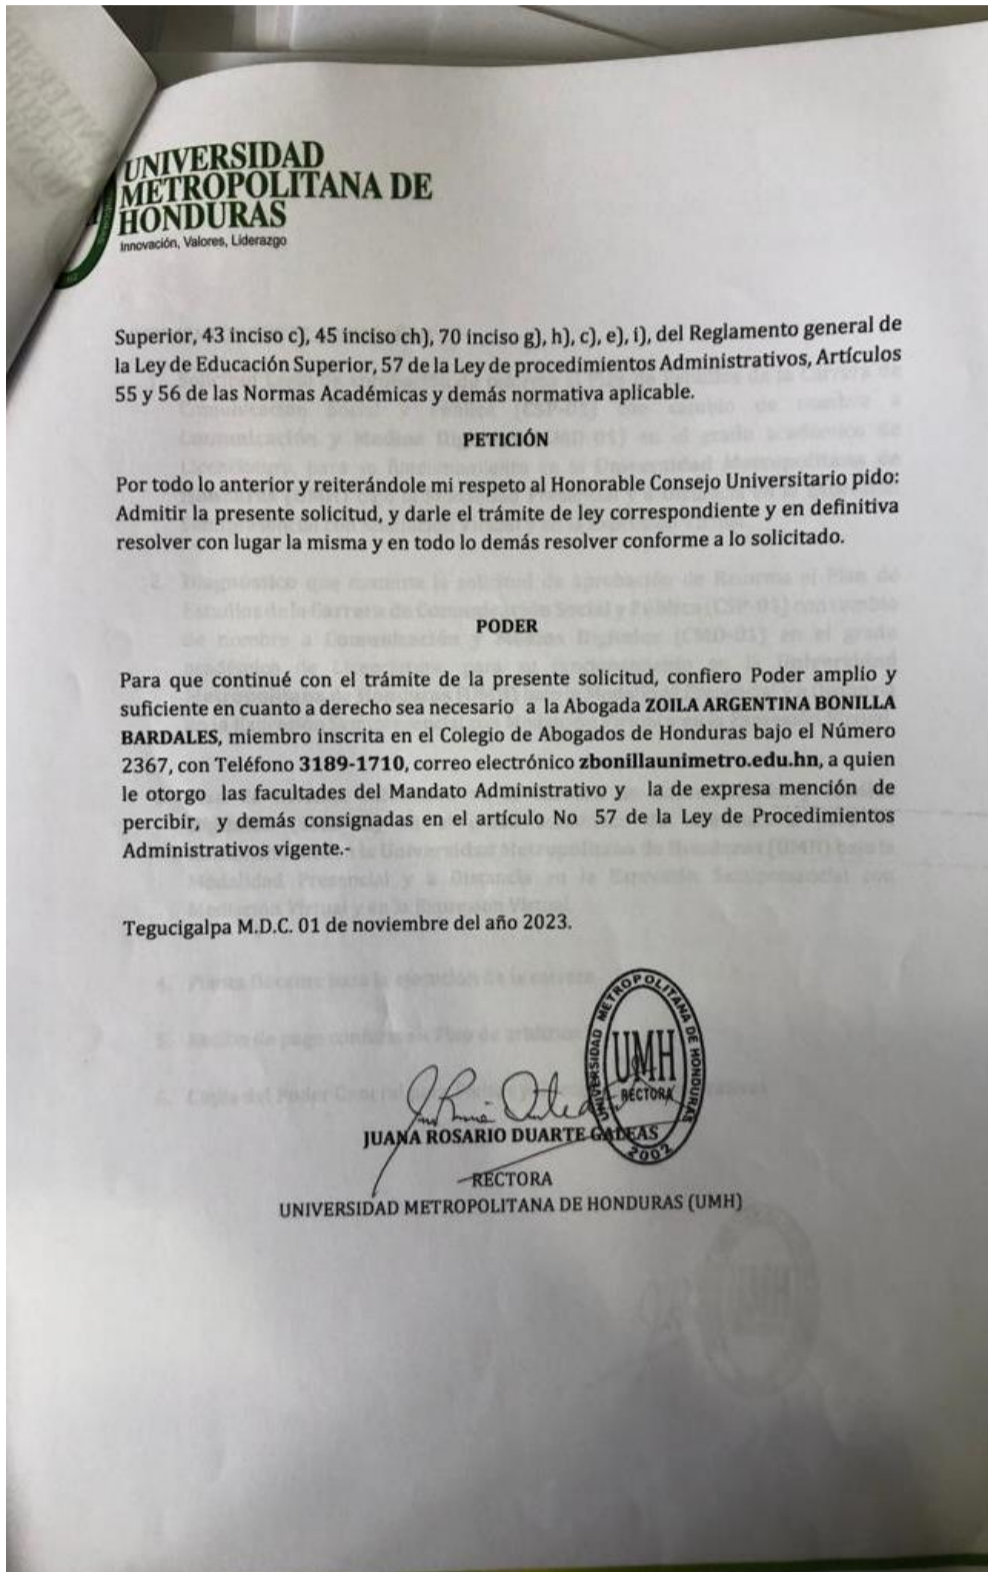 UNIVERSIDAD
METROPOLITANA DE
HONDURAS
Innovación, Valores, Liderazgo
Superior, 43 inciso c), 45 inciso ch), 70 inciso g), h), c), e), i), del Reglamento general de
la Ley de Educación Superior, 57 de la Ley de procedimientos Administrativos, Artículos
55 y 56 de las Normas Académicas y demás normativa aplicable.
PETICIÓN
Por todo lo anterior y reiterándole mi respeto al Honorable Consejo Universitario pido:
Admitir la presente solicitud, y darle el trámite de ley correspondiente y en definitiva
resolver con lugar la misma y en todo lo demás resolver conforme a lo solicitado.
PODER
Para que continué con el trámite de la presente solicitud, confiero Poder amplio y
suficiente en cuanto a derecho sea necesario a la Abogada ZOILA ARGENTINA BONILLA
BARDALES, miembro inscrita en el Colegio de Abogados de Honduras bajo el Número
2367, con Teléfono 3189-1710, correo electrónico zbonillaunimetro.edu.hn, a quien
le otorgo las facultades del Mandato Administrativo y la de expresa mención de
percibir, y demás consignadas en el artículo No 57 de la Ley de Procedimientos
Administrativos vigente.-
Tegucigalpa M.D.C. 01 de noviembre del año 2023.
UNIVERSIDAD METROPOLITANA DE HONDURAS
UMH
RECTORA
2002
JUANA ROSARIO DUARTE GALEAS
RECTORA
UNIVERSIDAD METROPOLITANA DE HONDURAS (UMH)